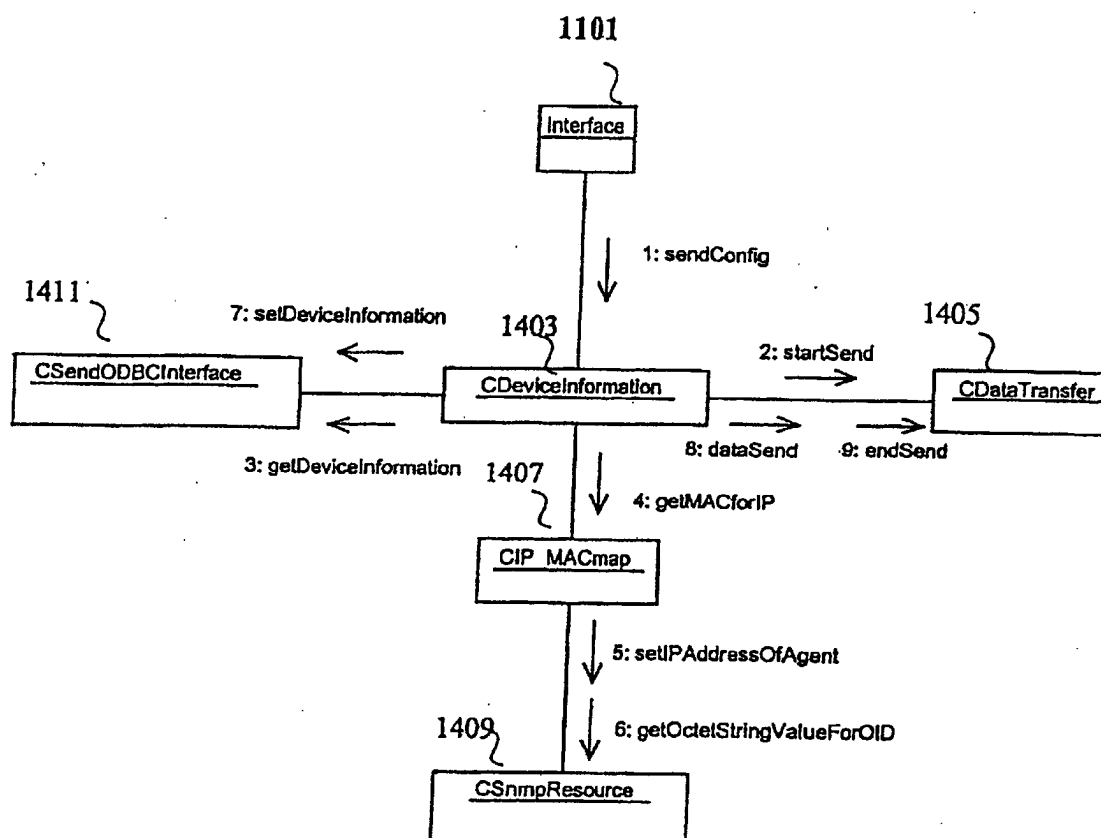 1101
Interface
1: sendConfig
1411
7: setDeviceInformation
1403
1405
2: startSend
CSendODBCInterface
CDeviceInformation
CDataTransfer
3: getDeviceInformation
8: dataSend
9: endSend
1407
4: getMACforIP
CIP_MACmap
5: setIPAddressOfAgent
1409
6: getOctetStringValueForOID
CSnmpResource